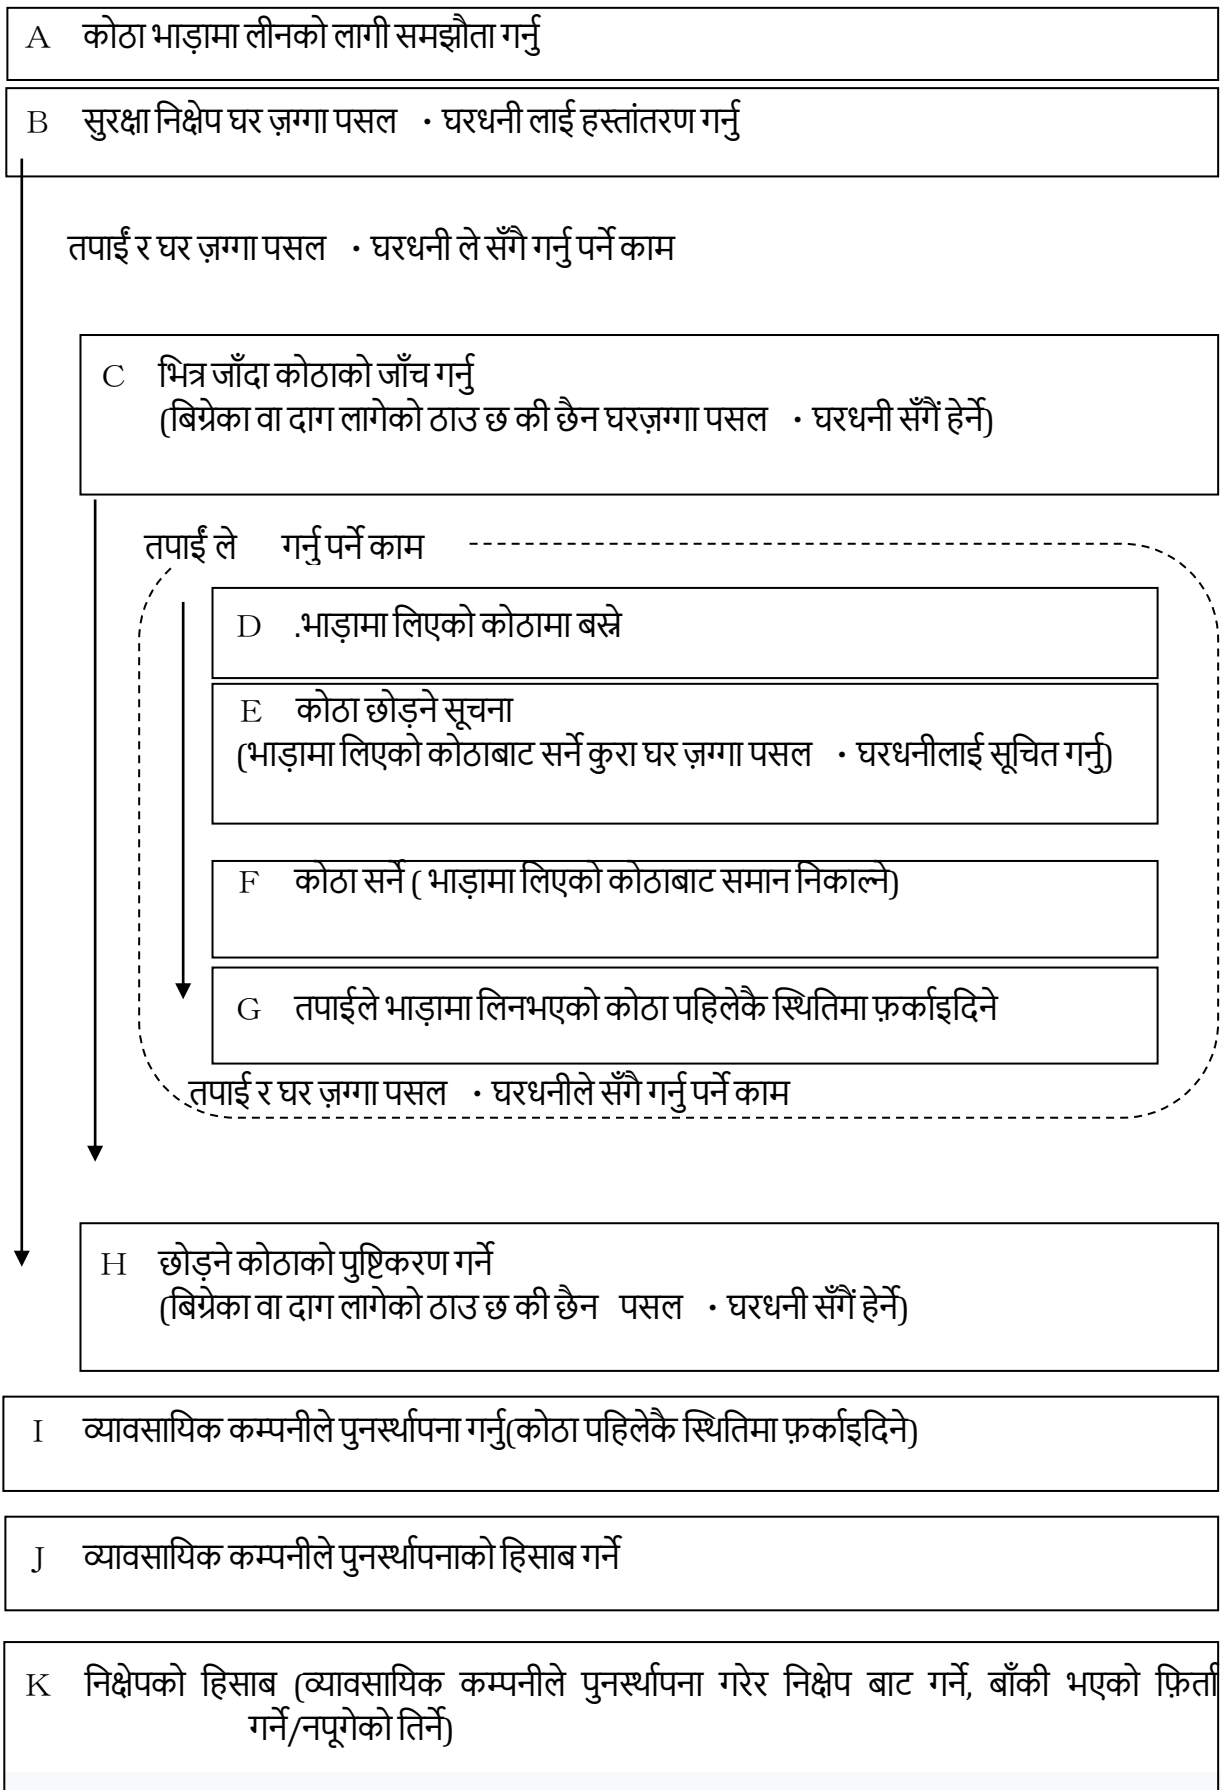 A कोठा भाड़ामा लीनको लागी समझौता गर्नु
B सुरक्षा निक्षेप घर ज़ग्गा पसल ・घरधनी लाई हस्तांतरण गर्नु
तपाईं र घर ज़ग्गा पसल ・घरधनी ले सँगै गर्नु पर्ने काम
C भित्र जाँदा कोठाको जाँच गर्नु
(बिग्रेका वा दाग लागेको ठाउ छ की छैन घरज़ग्गा पसल ・घरधनी सँगैं हेर्ने)
तपाईं ले गर्नु पर्ने काम
D .भाड़ामा लिएको कोठामा बस्ने
E कोठा छोड़ने सूचना
(भाड़ामा लिएको कोठाबाट सर्ने कुरा घर ज़ग्गा पसल ・घरधनीलाई सूचित गर्नु)
F कोठा सर्ने ( भाड़ामा लिएको कोठाबाट समान निकाल्ने)
G तपाईले भाड़ामा लिनभएको कोठा पहिलेकै स्थितिमा फ़र्काइदिने
तपाई र घर ज़ग्गा पसल ・घरधनीले सँगै गर्नु पर्ने काम
H छोड़ने कोठाको पुष्टिकरण गर्ने
(बिग्रेका वा दाग लागेको ठाउ छ की छैन पसल ・घरधनी सँगैं हेर्ने)
I व्यावसायिक कम्पनीले पुनर्स्थापना गर्नु(कोठा पहिलेकै स्थितिमा फ़र्काइदिने)
J व्यावसायिक कम्पनीले पुनर्स्थापनाको हिसाब गर्ने
K निक्षेपको हिसाब (व्यावसायिक कम्पनीले पुनर्स्थापना गरेर निक्षेप बाट गर्ने, बाँकी भएको फ़िर्ता
गर्ने/नपूगेको तिर्ने)